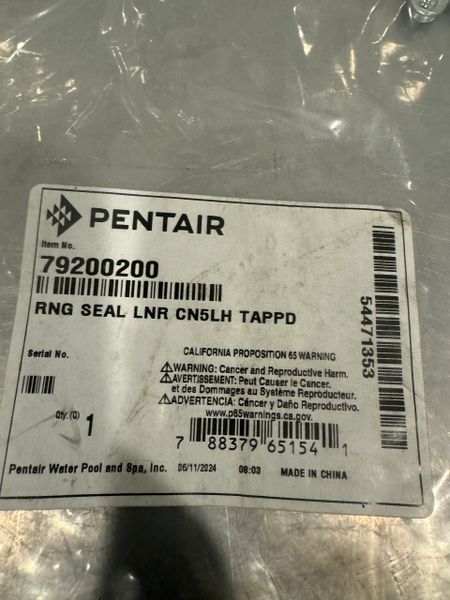 PENTAIR
Item No.
79200200
RNG SEAL LNR CN5LH TAPPD
54471353
Serial No.
CALIFORNIA PROPOSITION 65 WARNING
WARNING: Cancer and Reproductive Harm.
AVERTISSEMENT: Peut Causer le Cancer.
et des Dommages au Système Reproducteur.
ADVERTENCIA: Cáncer y Daño Reproductivo.
www.p65warnings.ca.gov.
Qty.(Q)
1
7 88379 65154 1
Pentair Water Pool and Spa, Inc. 06/11/2024 08:03 MADE IN CHINA